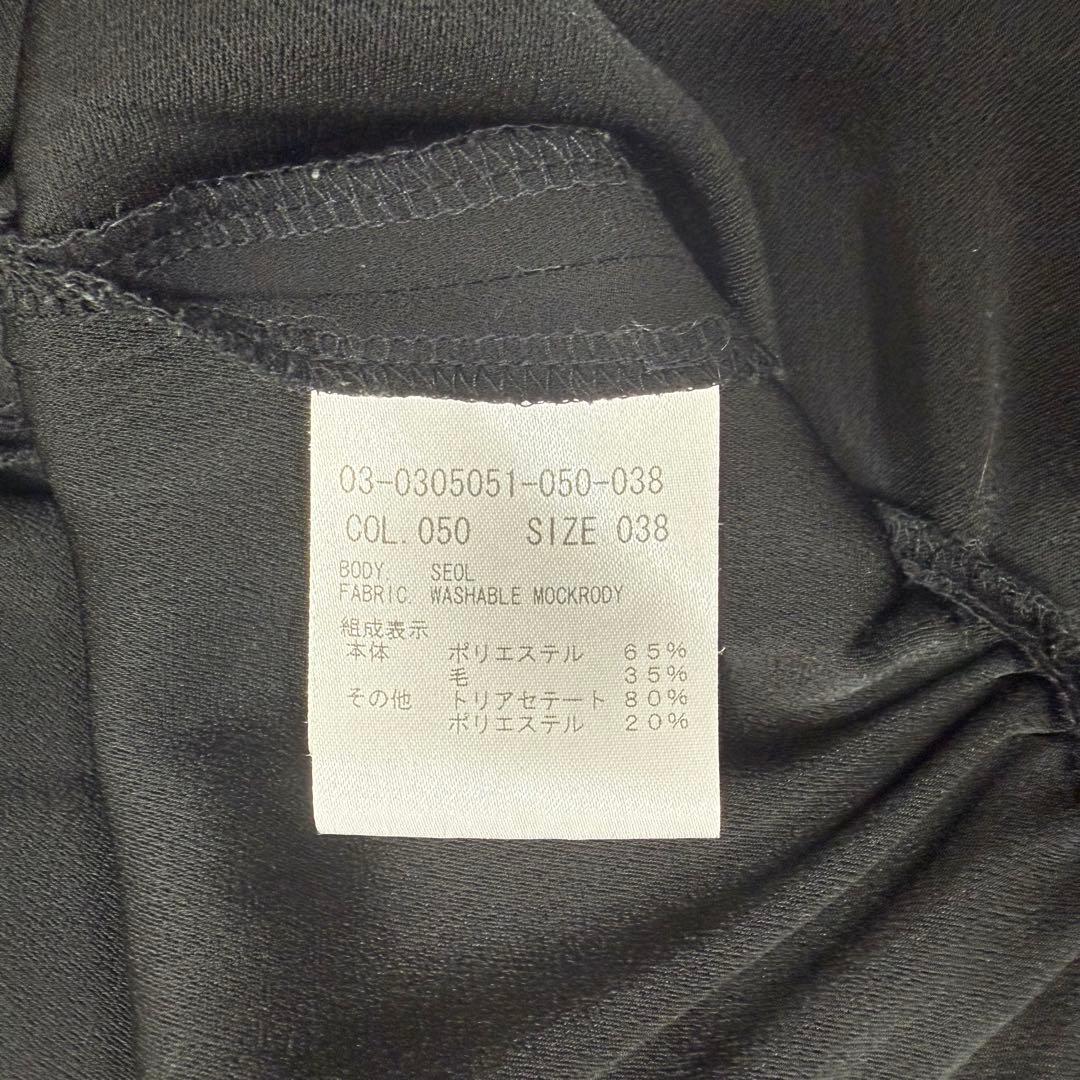 03-0305051-050-038
COL. 050 SIZE 038
BODY. SEOL
FABRIC. WASHABLE MOCKRODY
組成表示
本体 ポリエステル 65%
毛 35%
その他 トリアセテート 80%
ポリエステル 20%